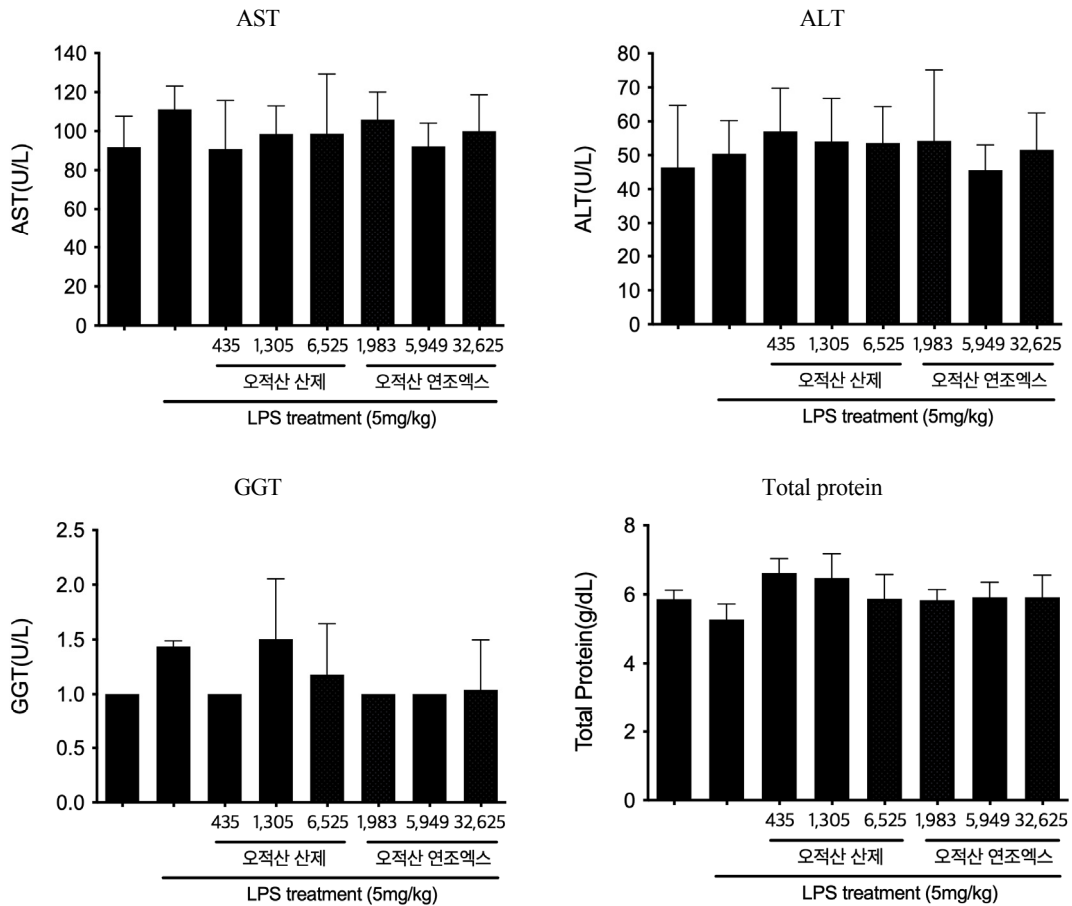 AST
140
120
100
80
60
40
20
0
AST(U/L)
435 1,305 6,525 1,983 5,949 32,625
오적산 산제 오적산 연조엑스
LPS treatment (5mg/kg)
ALT
80
70
60
50
40
30
20
10
0
ALT(U/L)
435 1,305 6,525 1,983 5,949 32,625
오적산 산제 오적산 연조엑스
LPS treatment (5mg/kg)
GGT
2.5
2.0
1.5
1.0
0.5
0.0
GGT(U/L)
435 1,305 6,525 1,983 5,949 32,625
오적산 산제 오적산 연조엑스
LPS treatment (5mg/kg)
Total protein
8
6
4
2
0
Total Protein(g/dL)
435 1,305 6,525 1,983 5,949 32,625
오적산 산제 오적산 연조엑스
LPS treatment (5mg/kg)